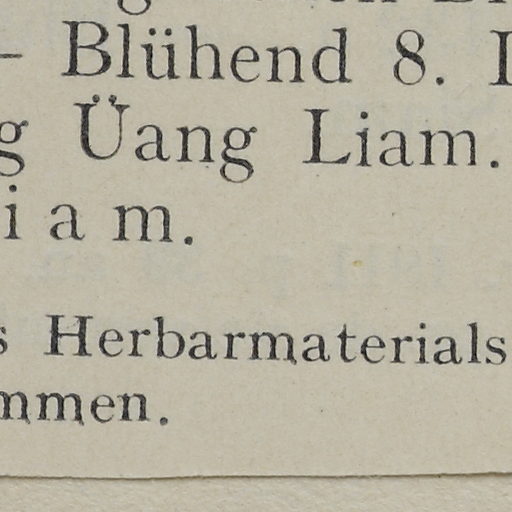 – Blühend 8.
g Üang Liam.
i a m.
s Herbarmaterials
mmen.